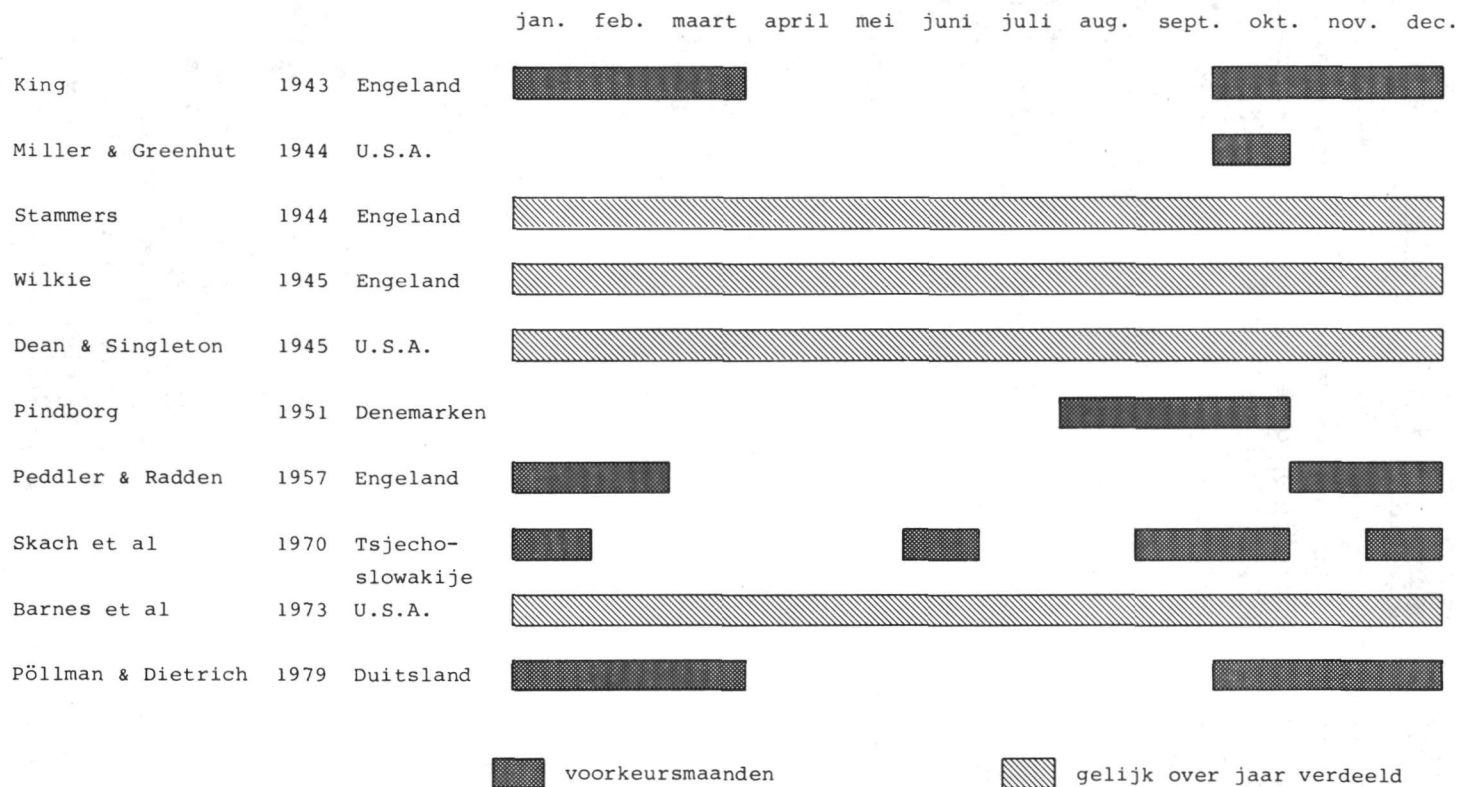 jan. feb. maart april mei juni juli aug. sept. okt. nov. dec.
King 1943 Engeland
Miller & Greenhut 1944 U.S.A.
Stammers 1944 Engeland
Wilkie 1945 Engeland
Dean & Singleton 1945 U.S.A.
Pindborg 1951 Denemarken
Peddler & Radden 1957 Engeland
Skach et al 1970 Tsjecho-
slowakije
Barnes et al 1973 U.S.A.
Pöllman & Dietrich 1979 Duitsland
voorkeursmaanden gelijk over jaar verdeeld